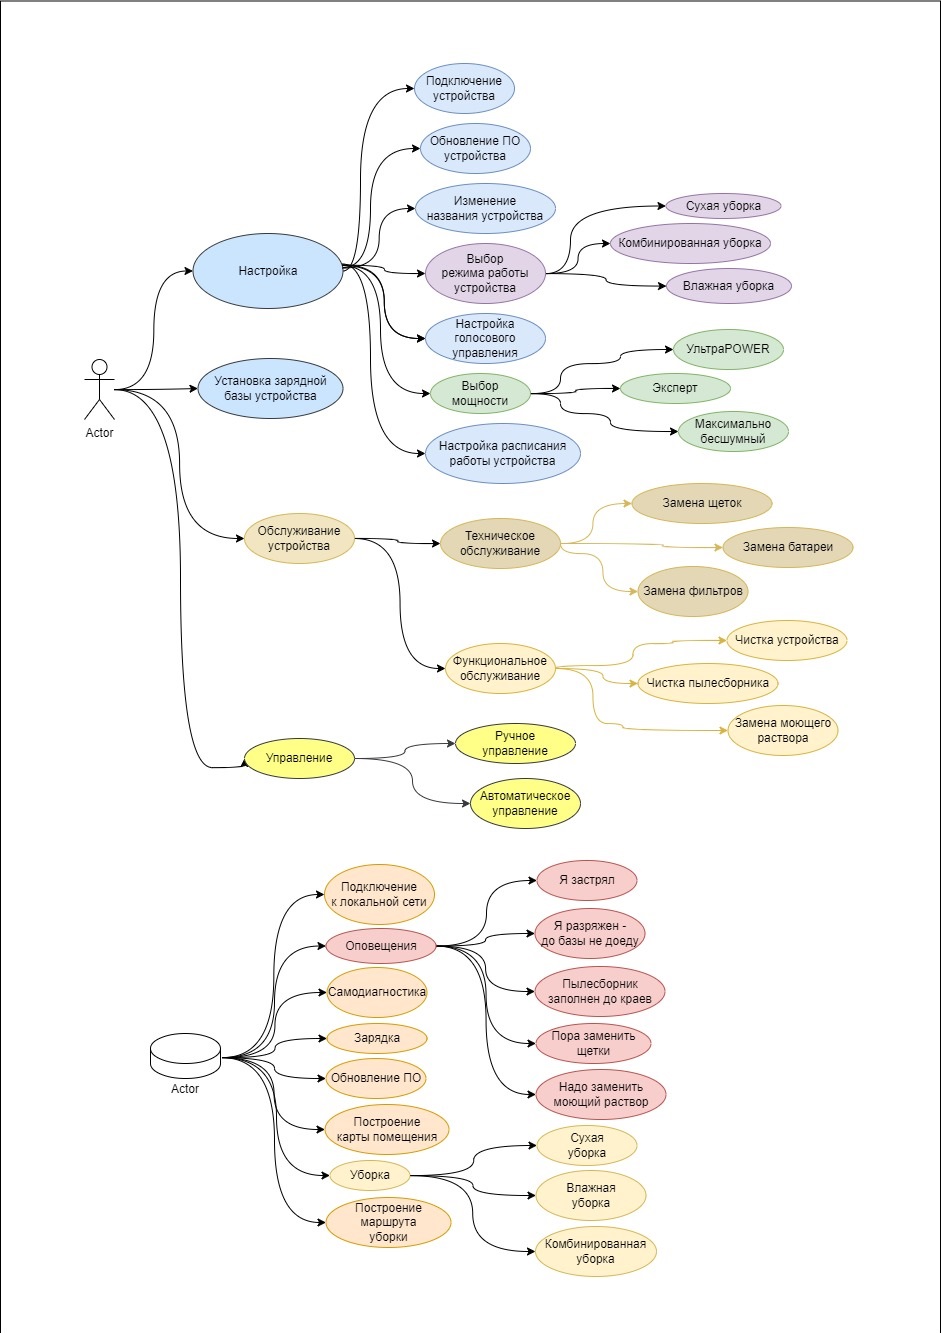 Подключение
устройства
Обновление ПО
устройства
Изменение
названия устройства
Сухая уборка
Комбинированная уборка
Настройка
Выбор
режима работы
устройства
Влажная уборка
Настройка
голосового
управления
УльтраPOWER
Установка зарядной
базы устройства
Выбор
мощности
Эксперт
Actor
Максимально
бесшумный
Настройка расписания
работы устройства
Замена щеток
Обслуживание
устройства
Техническое
обслуживание
Замена батареи
Замена фильтров
Чистка устройства
Функциональное
обслуживание
Чистка пылесборника
Замена моющего
раствора
Ручное
управление
Управление
Автоматическое
управление
Подключение
к локальной сети
Я застрял
Оповещения
Я разряжен -
до базы не доеду
Самодиагностика
Пылесборник
заполнен до краев
Зарядка
Пора заменить
щетки
Actor
Обновление ПО
Надо заменить
моющий раствор
Построение
карты помещения
Сухая
уборка
Уборка
Влажная
уборка
Построение
маршрута
уборки
Комбинированная
уборка